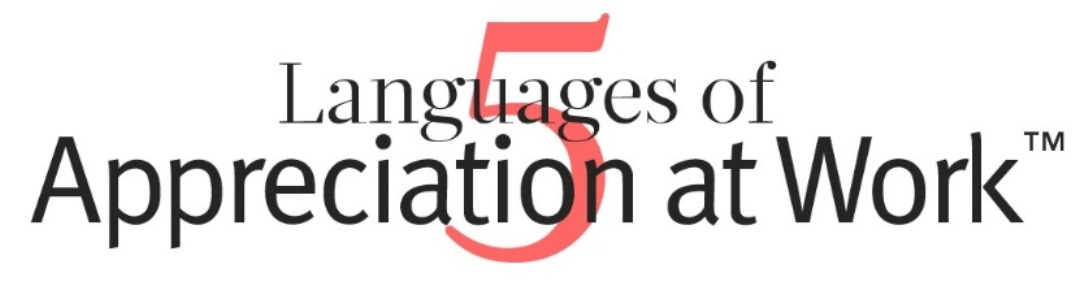 5
Languages of
Appreciation at Work™